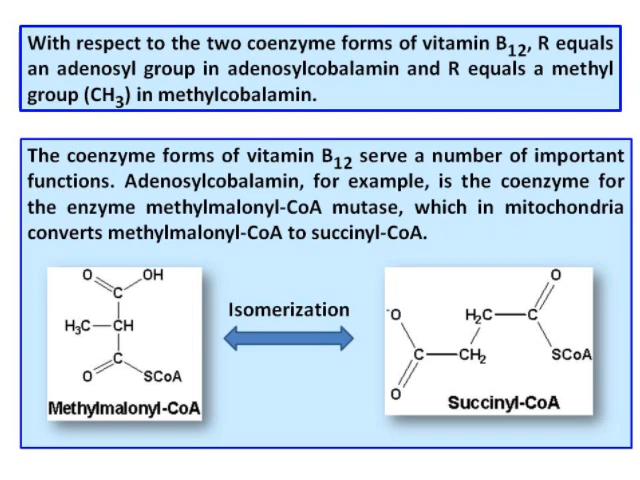 With respect to the two coenzyme forms of vitamin B12, R equals
an adenosyl group in adenosylcobalamin and R equals a methyl
group (CH3) in methylcobalamin.
The coenzyme forms of vitamin B12 serve a number of important
functions. Adenosylcobalamin, for example, is the coenzyme for
the enzyme methylmalonyl-CoA mutase, which in mitochondria
converts methylmalonyl-CoA to succinyl-CoA.
O OH
C
H3C—CH
C
O SCoA
Methylmalonyl-CoA
Isomerization
O
-O H2C—C
C—CH2 SCoA
O
Succinyl-CoA